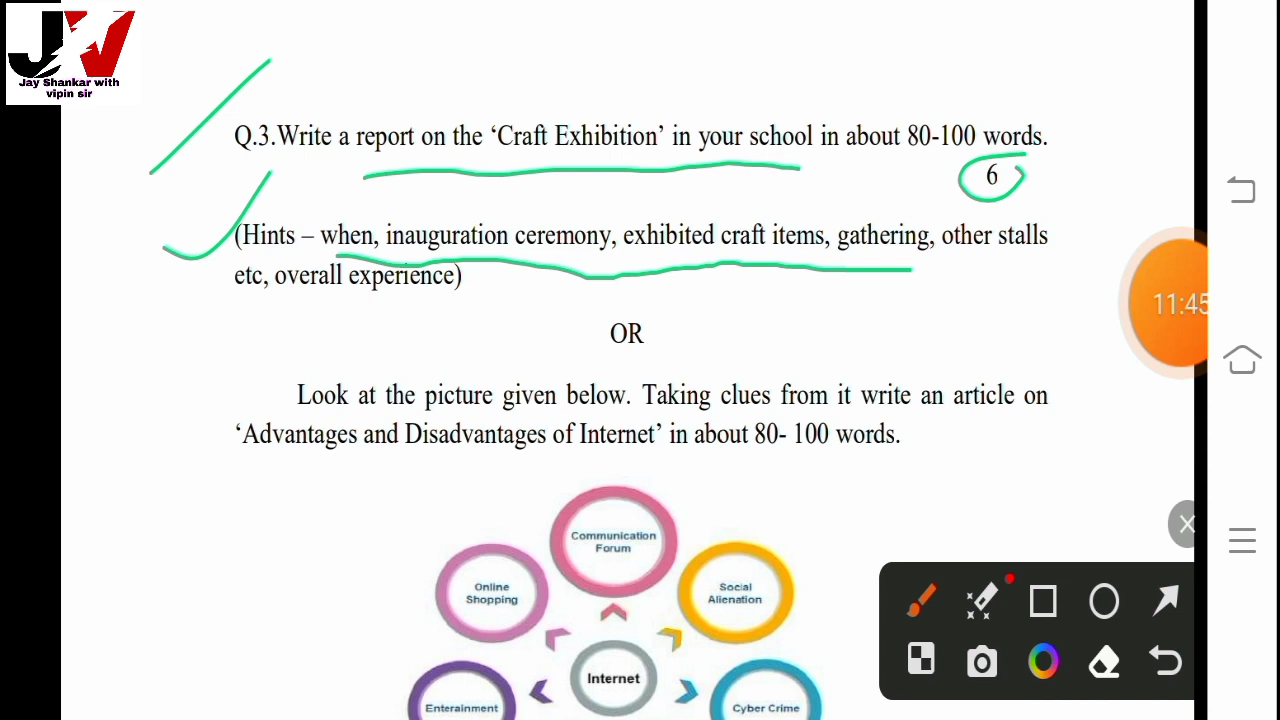 Jay Shankar with
vipin sir
Q.3.Write a report on the ‘Craft Exhibition’ in your school in about 80-100 words.
6
(Hints – when, inauguration ceremony, exhibited craft items, gathering, other stalls
etc, overall experience)
11:45
OR
Look at the picture given below. Taking clues from it write an article on
‘Advantages and Disadvantages of Internet’ in about 80- 100 words.
Communication
Forum
Online
Shopping
Social
Alienation
Internet
Enterainment
Cyber Crime